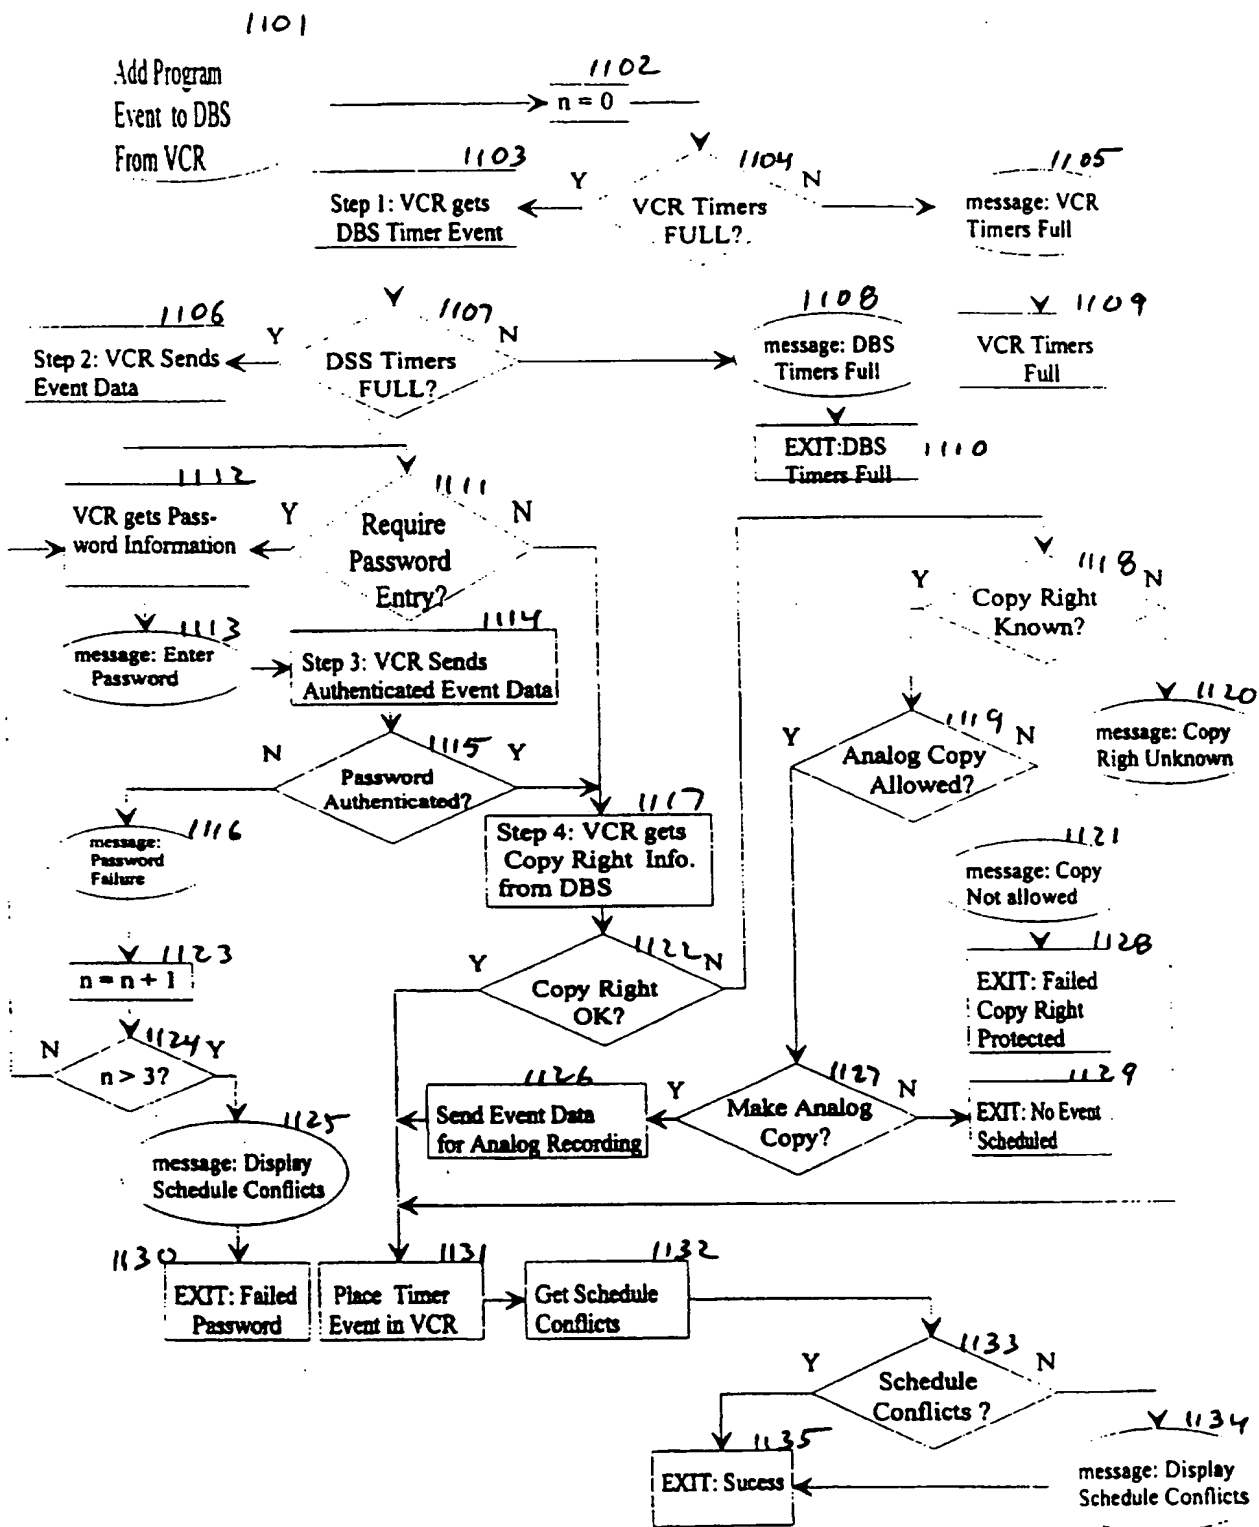 1101
Add Program
Event to DBS
From VCR
1102
n = 0
1103
Step 1: VCR gets
DBS Timer Event
Y
1104
N
VCR Timers
FULL?
1105
message: VCR
Timers Full
1106
Step 2: VCR Sends
Event Data
Y
1107
N
DSS Timers
FULL?
1108
message: DBS
Timers Full
1109
VCR Timers
Full
EXIT:DBS
Timers Full
1110
1112
VCR gets Pass-
word Information
Y
1111
N
Require
Password
Entry?
Y
1118
N
Copy Right
Known?
1113
message: Enter
Password
1114
Step 3: VCR Sends
Authenticated Event Data
1120
message: Copy
Righ Unknown
N
1115
Y
Password
Authenticated?
Y
1119
N
Analog Copy
Allowed?
1116
message:
Password
Failure
1117
Step 4: VCR gets
Copy Right Info.
from DBS
1121
message: Copy
Not allowed
1123
n = n + 1
Y
1122
N
Copy Right
OK?
1128
EXIT: Failed
Copy Right
Protected
N
1124
Y
n > 3?
1126
Send Event Data
for Analog Recording
Y
1127
N
Make Analog
Copy?
1129
EXIT: No Event
Scheduled
1125
message: Display
Schedule Conflicts
1130
EXIT: Failed
Password
1131
Place Timer
Event in VCR
1132
Get Schedule
Conflicts
Y
1133
N
Schedule
Conflicts ?
1135
EXIT: Sucess
1134
message: Display
Schedule Conflicts